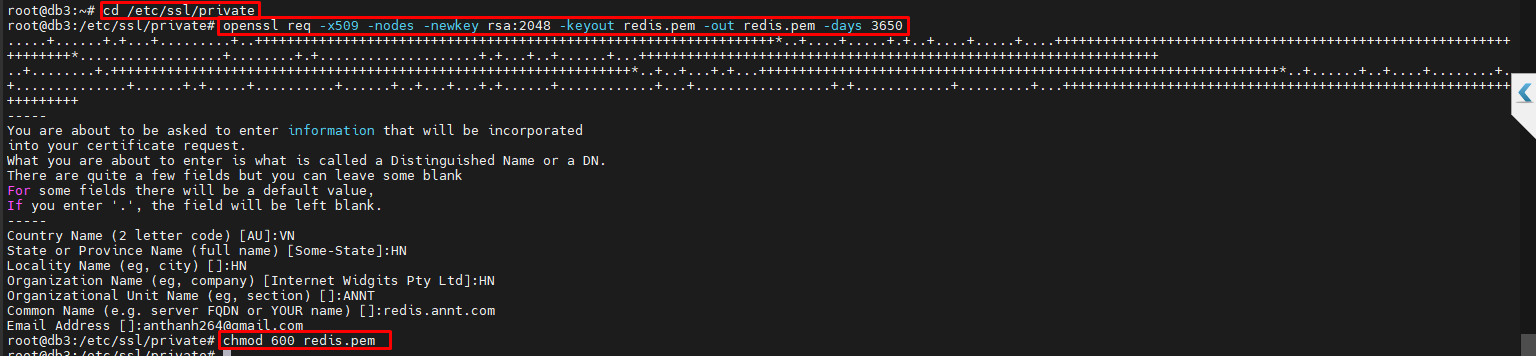 root@db3:~# cd /etc/ssl/private
root@db3:/etc/ssl/private# openssl req -x509 -nodes -newkey rsa:2048 -keyout redis.pem -out redis.pem -days 3650
-----
You are about to be asked to enter information that will be incorporated
into your certificate request.
What you are about to enter is what is called a Distinguished Name or a DN.
There are quite a few fields but you can leave some blank
For some fields there will be a default value,
If you enter '.', the field will be left blank.
-----
Country Name (2 letter code) [AU]:VN
State or Province Name (full name) [Some-State]:HN
Locality Name (eg, city) []:HN
Organization Name (eg, company) [Internet Widgits Pty Ltd]:HN
Organizational Unit Name (eg, section) []:ANNT
Common Name (e.g. server FQDN or YOUR name) []:redis.annt.com
Email Address []:anthanh264@gmail.com
root@db3:/etc/ssl/private# chmod 600 redis.pem
root@db3:/etc/ssl/private#